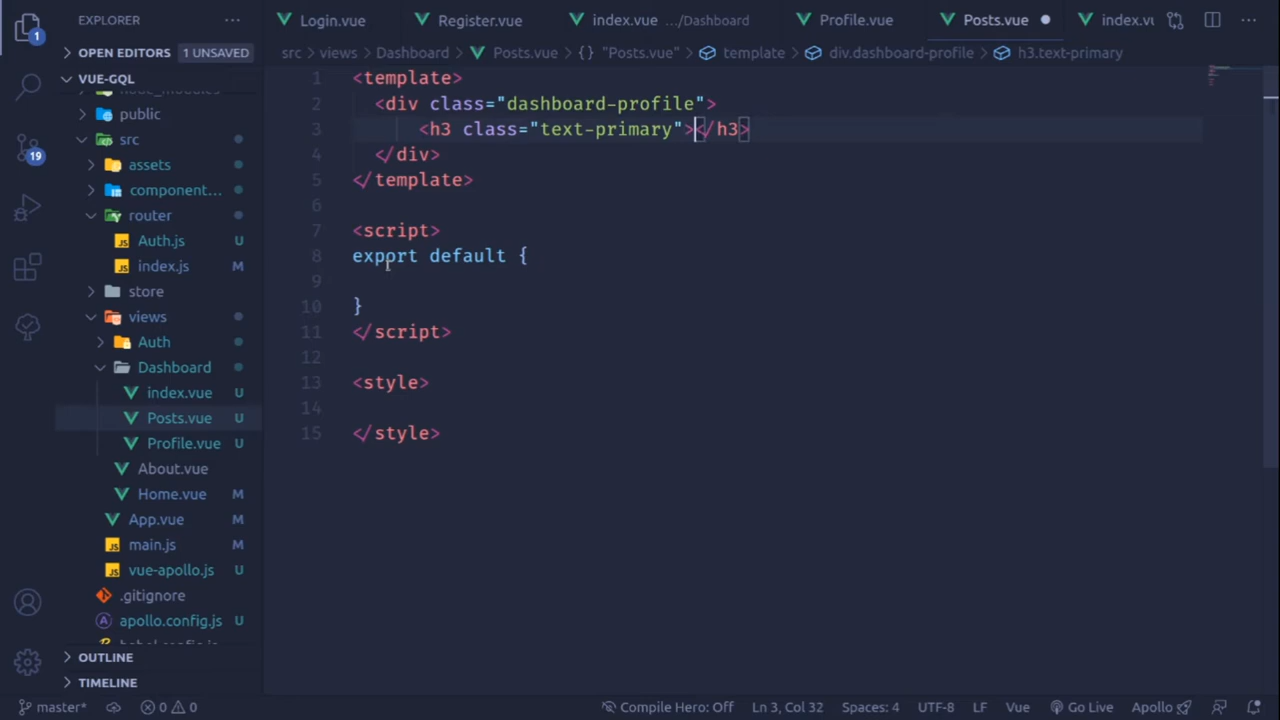 EXPLORER
Login.vue
Register.vue
index.vue .../Dashboard
Profile.vue
Posts.vue
index.vu
OPEN EDITORS 1 UNSAVED
src > views > Dashboard > Posts.vue > {} "Posts.vue" > template > div.dashboard-profile > h3.text-primary
VUE-GQL
public
src
assets
component...
router
Auth.js U
index.js M
store
views
Auth
Dashboard
index.vue U
Posts.vue U
Profile.vue U
About.vue
Home.vue M
App.vue M
main.js M
vue-apollo.js U
.gitignore
apollo.config.js U
OUTLINE
TIMELINE
1
19
1 <template>
2 <div class="dashboard-profile">
3 <h3 class="text-primary"></h3>
4 </div>
5 </template>
6
7 <script>
8 export default {
9
10 }
11 </script>
12
13 <style>
14
15 </style>
master* 0 0 Compile Hero: Off Ln 3, Col 32 Spaces: 4 UTF-8 LF Vue Go Live Apollo